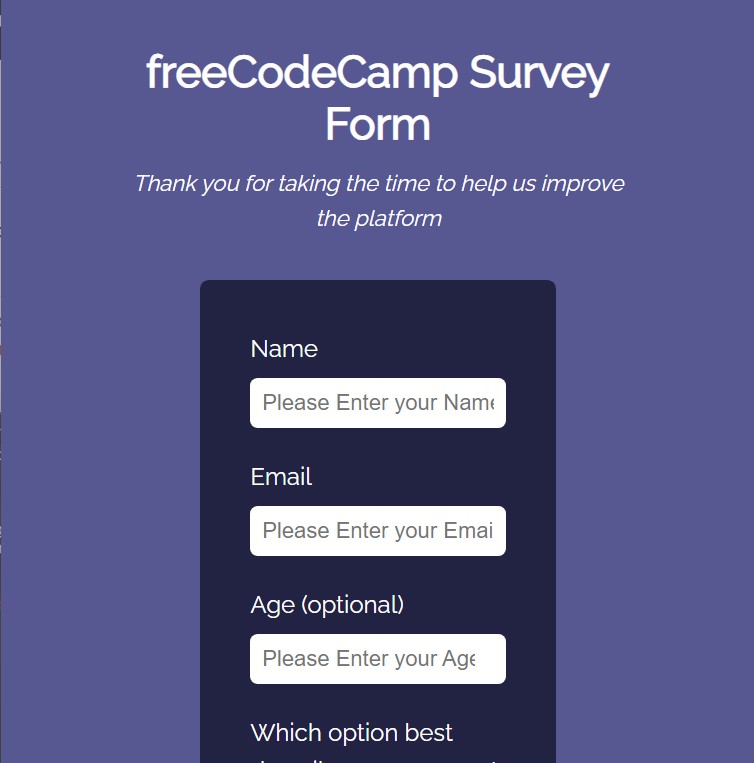 freeCodeCamp Survey
Form
Thank you for taking the time to help us improve
the platform
Name
Please Enter your Name
Email
Please Enter your Emai
Age (optional)
Please Enter your Age
Which option best